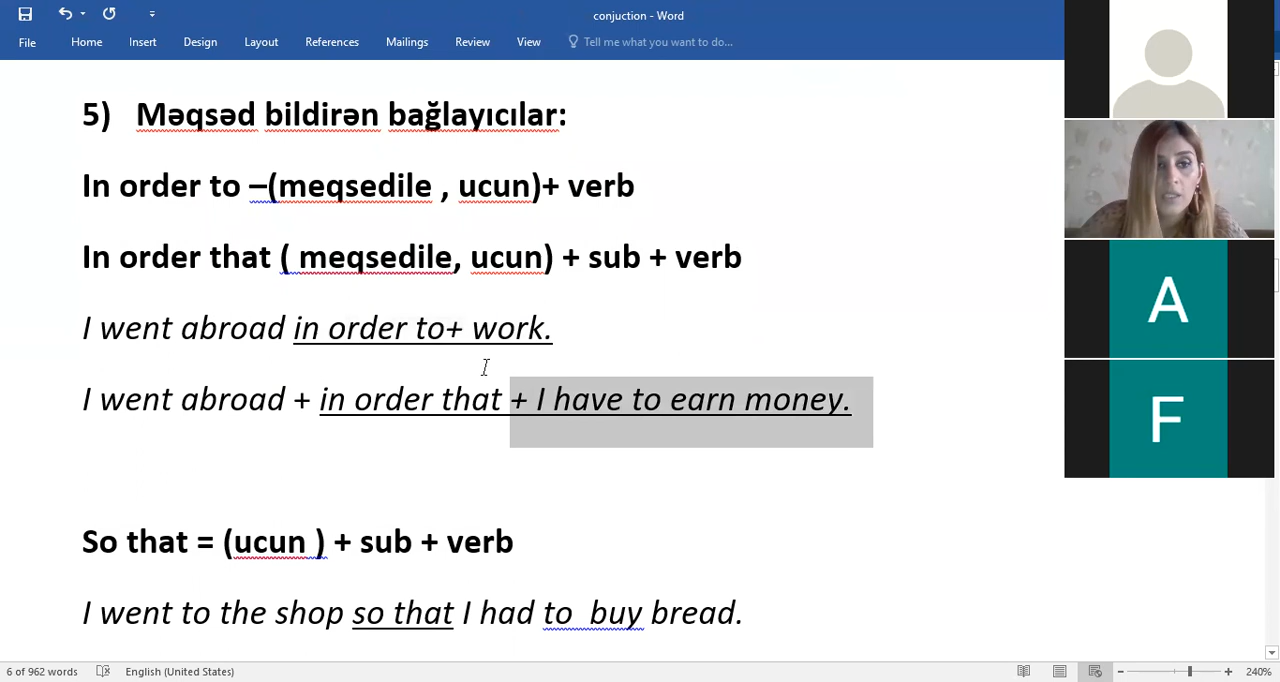 conjuction - Word
File Home Insert Design Layout References Mailings Review View Tell me what you want to do...
5) Məqsəd bildirən bağlayıcılar:
In order to –(meqsedile , ucun)+ verb
In order that ( meqsedile, ucun) + sub + verb
I went abroad in order to+ work.
I went abroad + in order that + I have to earn money.
So that = (ucun ) + sub + verb
I went to the shop so that I had to buy bread.
A
F
6 of 962 words English (United States) 240%